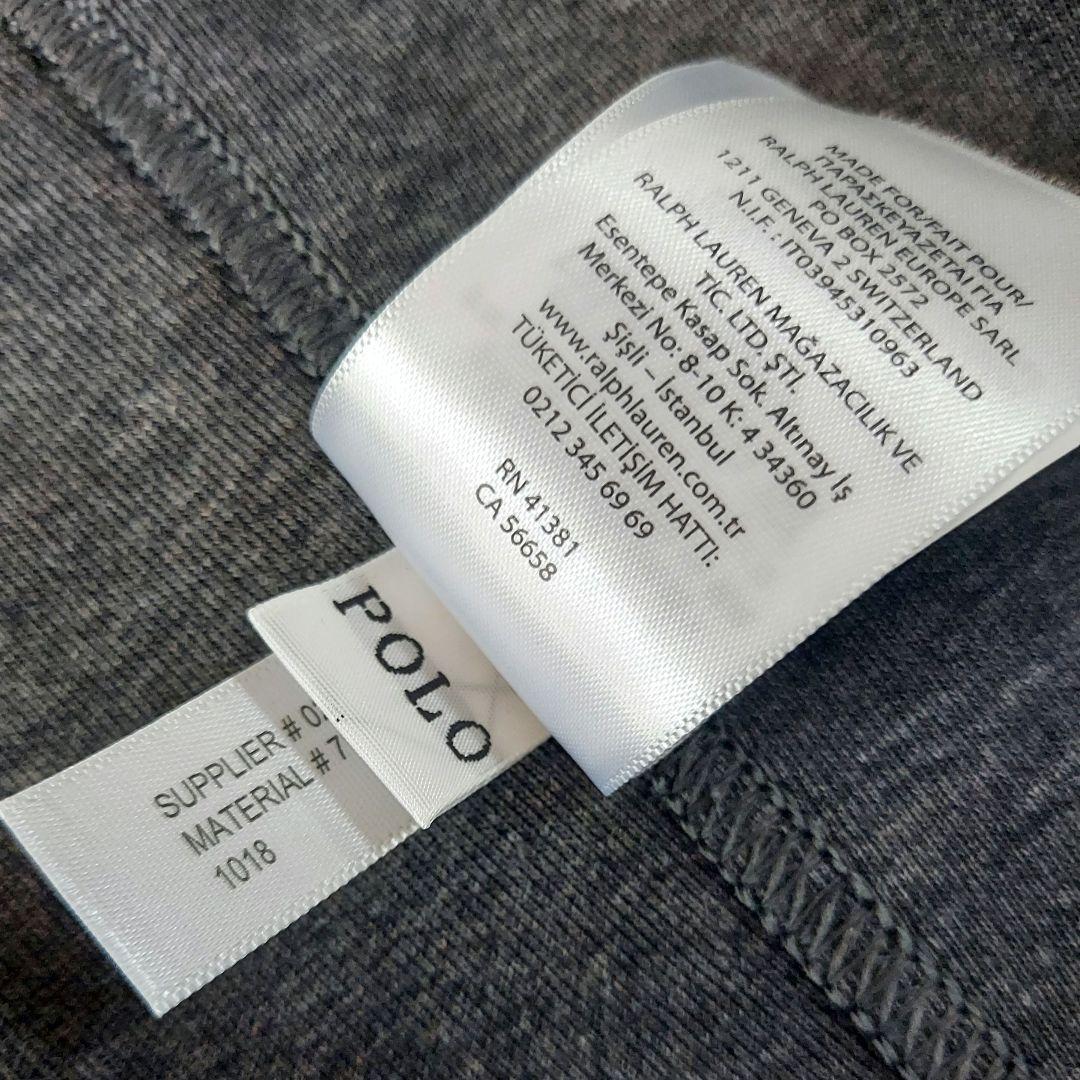 MADE FOR/FAIT POUR/
ΠΑΡΑΣΚΕΥΑΖΕΤΑΙ ΓΙΑ
RALPH LAUREN EUROPE SARL
PO BOX 2572
1211 GENEVA 2 SWITZERLAND
N.I.F. : IT03945310963
RALPH LAUREN MAĞAZACILIK VE
TİC. LTD. ŞTİ.
Esentepe Kasap Sok. Altınay İş
Merkezi No: 8-10 K: 4 34360
Şişli – İstanbul
www.ralphlauren.com.tr
TÜKETİCİ İLETİŞİM HATTI:
0212 345 69 69
RN 41381
CA 56658
POLO
SUPPLIER # 0
MATERIAL # 7
1018